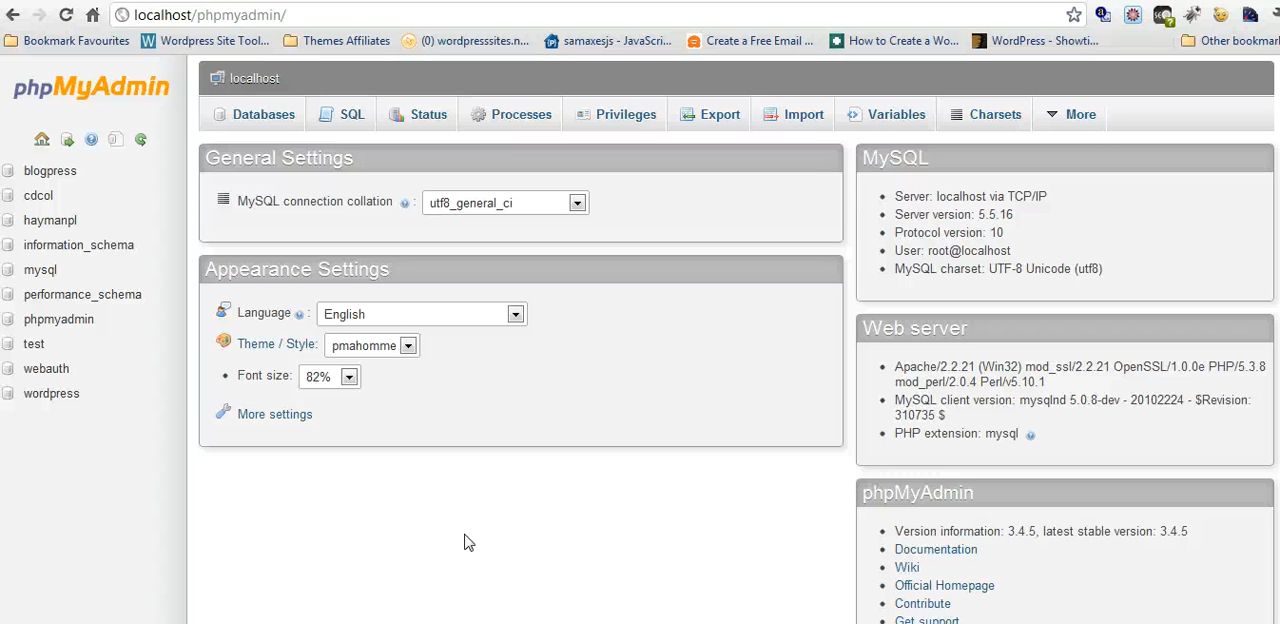 localhost/phpmyadmin/
Bookmark Favourites
Wordpress Site Tool...
Themes Affiliates
(0) wordpresssites.n...
samaxesjs - JavaScri...
Create a Free Email ...
How to Create a Wo...
WordPress - Showti...
Other bookmar
phpMyAdmin
localhost
Databases
SQL
Status
Processes
Privileges
Export
Import
Variables
Charsets
More
blogpress
cdcol
haymanpl
information_schema
mysql
performance_schema
phpmyadmin
test
webauth
wordpress
General Settings
MySQL connection collation : utf8_general_ci
Appearance Settings
Language : English
Theme / Style: pmahomme
Font size: 82%
More settings
MySQL
Server: localhost via TCP/IP
Server version: 5.5.16
Protocol version: 10
User: root@localhost
MySQL charset: UTF-8 Unicode (utf8)
Web server
Apache/2.2.21 (Win32) mod_ssl/2.2.21 OpenSSL/1.0.0e PHP/5.3.8
mod_perl/2.0.4 Perl/v5.10.1
MySQL client version: mysqlnd 5.0.8-dev - 20102224 - $Revision:
310735 $
PHP extension: mysql
phpMyAdmin
Version information: 3.4.5, latest stable version: 3.4.5
Documentation
Wiki
Official Homepage
Contribute
Get support